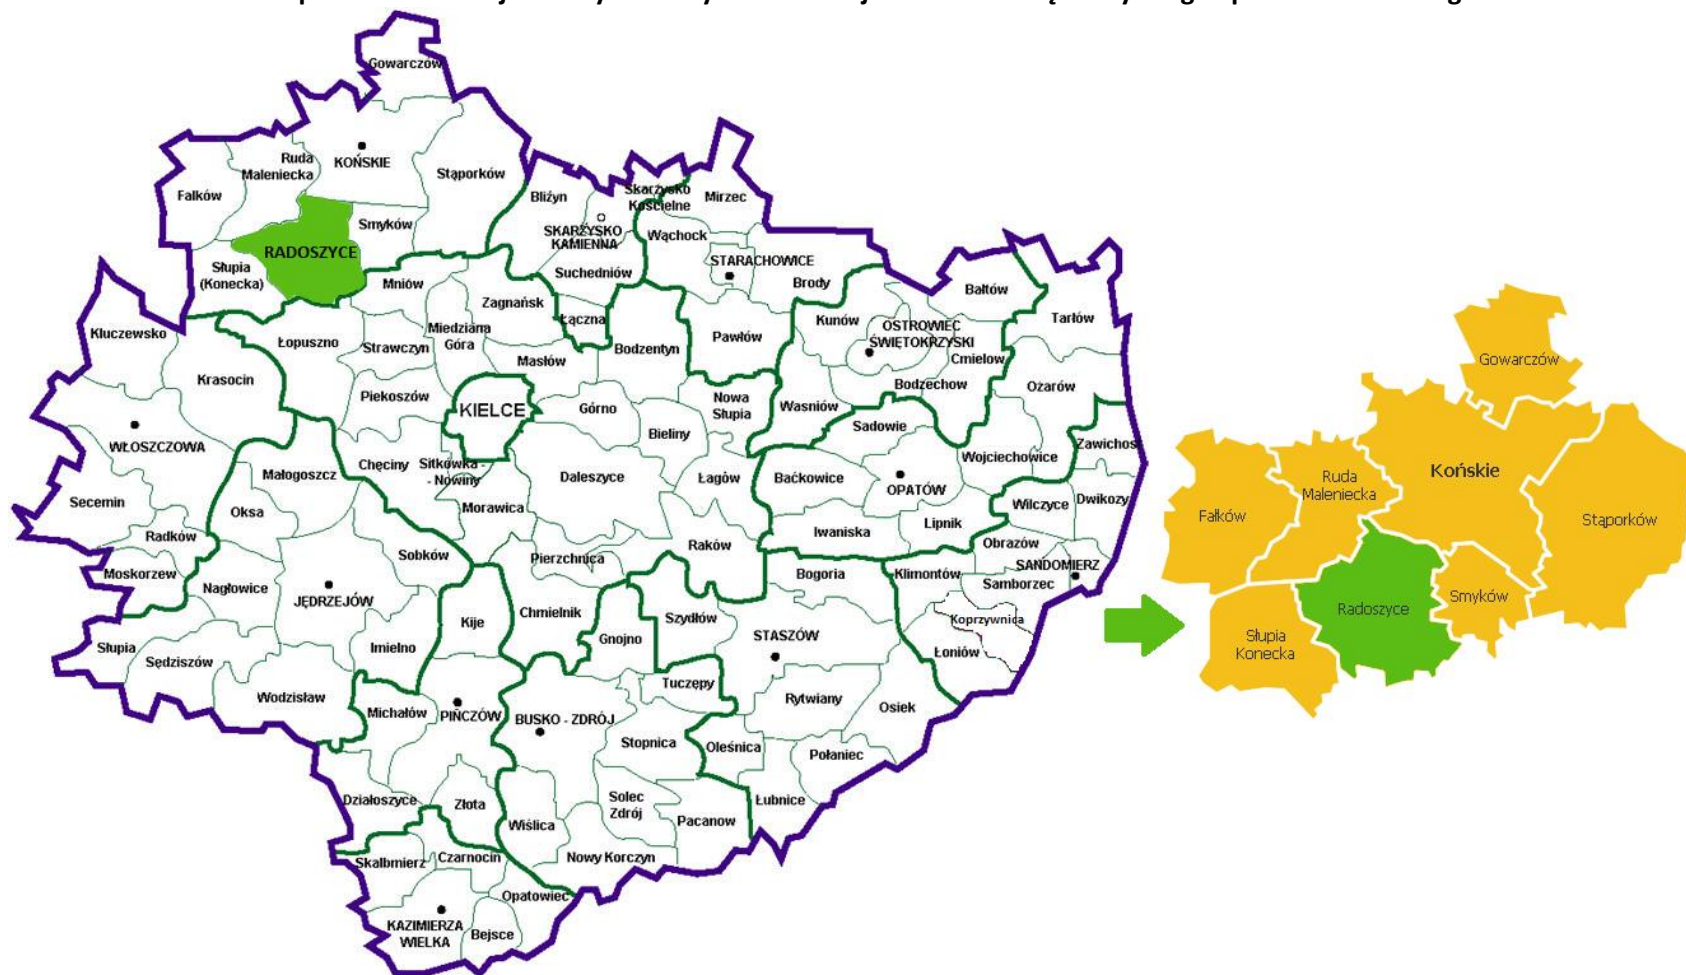 Gowarczów
KOŃSKIE
Ruda
Maleniecka
Stąporków
Fałków
Smyków
RADOSZYCE
Słupia
(Konecka)
Bliżyn
Skarżysko
Kościelne
Mirzec
SKARŻYSKO
KAMIENNA
Wąchock
STARACHOWICE
Suchedniów
Brody
Mniów
Zagnańsk
Łączna
Bałtów
Tarłów
Kluczewsko
Łopuszno
Miedziana
Góra
Strawczyn
Masłów
Bodzentyn
Pawłów
Kunów
OSTROWIEC
ŚWIĘTOKRZYSKI
Cmielow
Krasocin
Piekoszów
KIELCE
Górno
Nowa
Słupia
Bodzechow
Ożarów
Wasniów
Bieliny
Sadowie
WŁOSZCZOWA
Zawichost
Małogoszcz
Chęciny
Sitkówka -
- Nowiny
Daleszyce
Łagów
Baćkowice
OPATÓW
Wojciechowice
Secemin
Oksa
Morawica
Wilczyce
Dwikozy
Radków
Iwaniska
Lipnik
Sobków
Pierzchnica
Raków
Obrazów
SANDOMIERZ
Moskorzew
Nagłowice
JĘDRZEJÓW
Bogoria
Klimontów
Samborzec
Chmielnik
Szydłów
Koprzywnica
Kije
Gnojno
STASZÓW
Słupia
Sędziszów
Imielno
Łoniów
Tuczępy
Wodzisław
Michałów
PIŃCZÓW
BUSKO - ZDRÓJ
Rytwiany
Osiek
Stopnica
Oleśnica
Połaniec
Działoszyce
Złota
Solec
Zdrój
Łubnice
Wiślica
Pacanow
Skalbmierz
Czarnocin
Nowy Korczyn
Opatowiec
KAZIMIERZA
WIELKA
Bejsce
Gowarczów
Końskie
Ruda
Maleniecka
Fałków
Stąporków
Radoszyce
Smyków
Słupia
Konecka